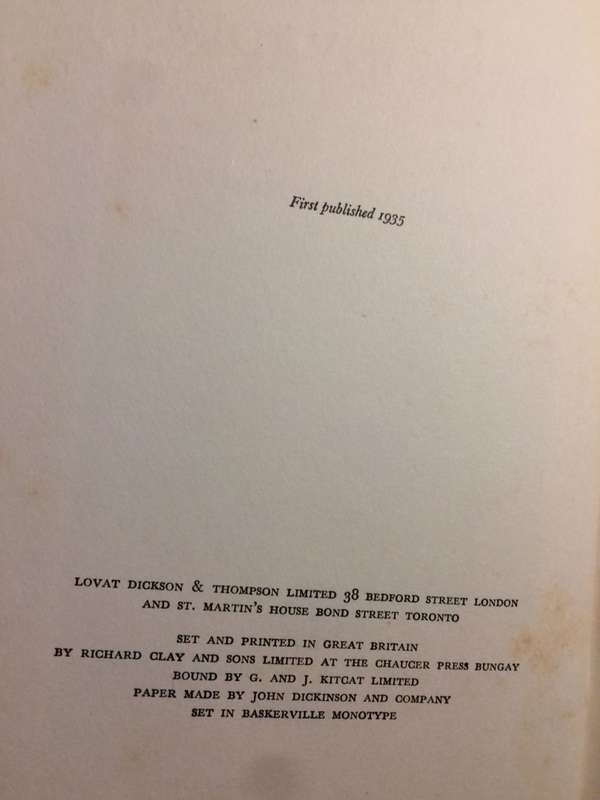 First published 1935
LOVAT DICKSON & THOMPSON LIMITED 38 BEDFORD STREET LONDON
AND ST. MARTIN'S HOUSE BOND STREET TORONTO
SET AND PRINTED IN GREAT BRITAIN
BY RICHARD CLAY AND SONS LIMITED AT THE CHAUCER PRESS BUNGAY
BOUND BY G. AND J. KITCAT LIMITED
PAPER MADE BY JOHN DICKINSON AND COMPANY
SET IN BASKERVILLE MONOTYPE